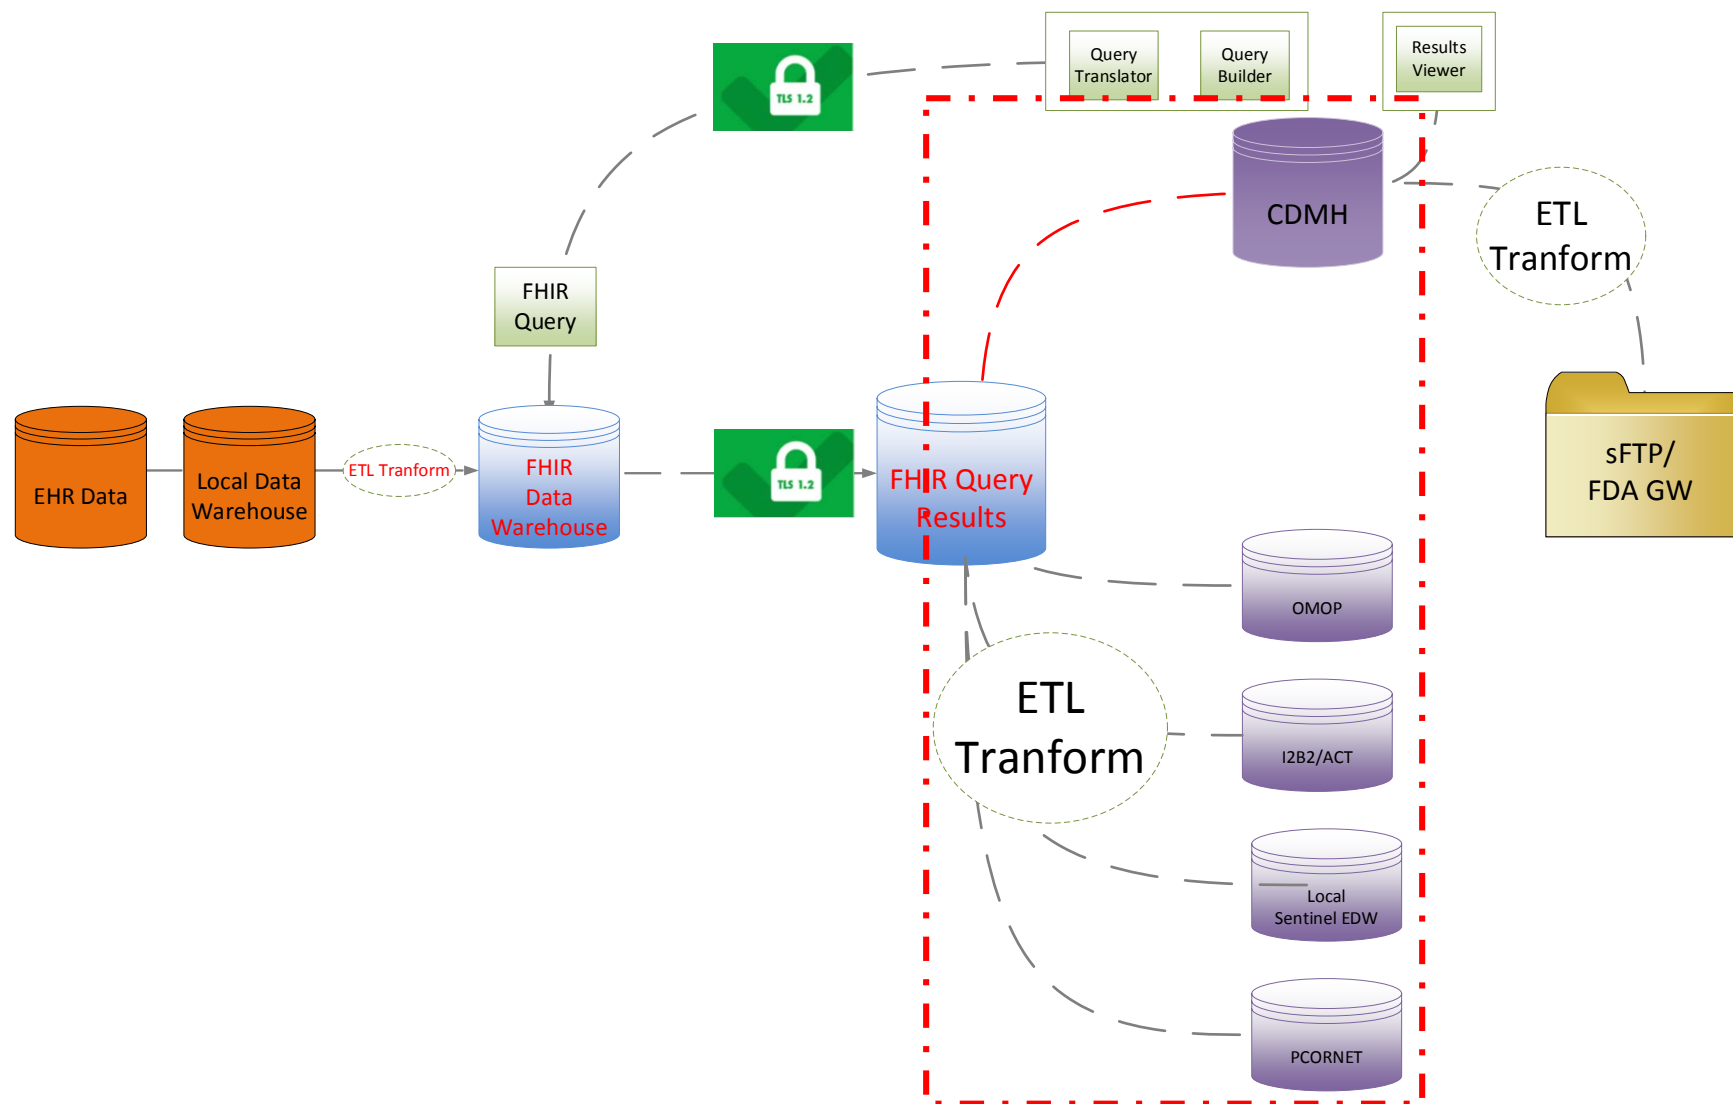 Query
Translator
Query
Builder
Results
Viewer
TLS 1.2
CDMH
ETL
Tranform
FHIR
Query
EHR Data
Local Data
Warehouse
ETL Tranform
FHIR
Data
Warehouse
TLS 1.2
FHIR Query
Results
sFTP/
FDA GW
OMOP
ETL
Tranform
I2B2/ACT
Local
Sentinel EDW
PCORNET